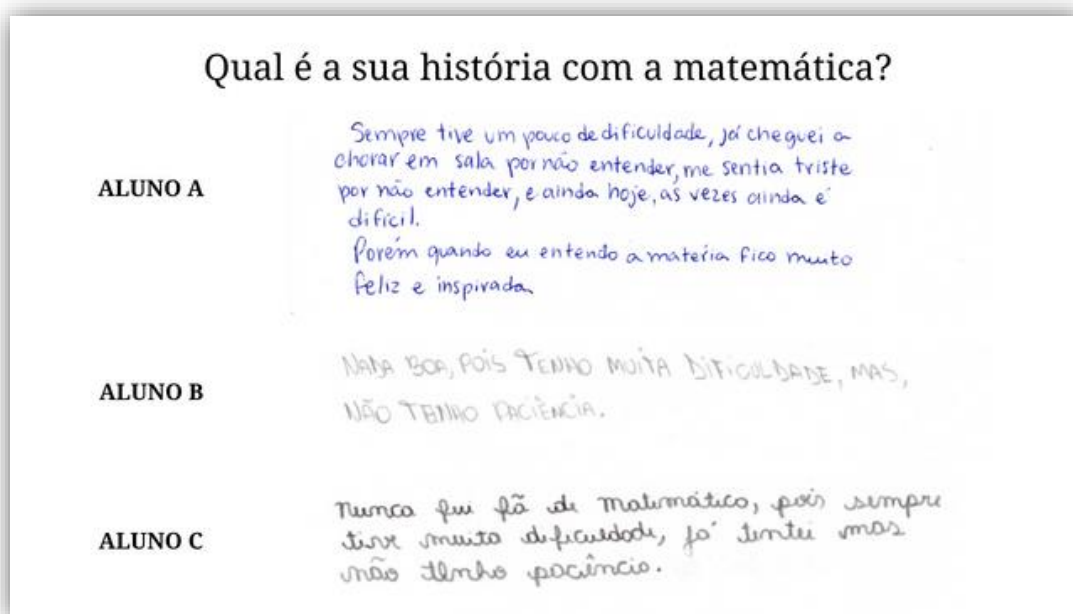 Qual é a sua história com a matemática?
ALUNO A
Sempre tive um pouco de dificuldade, já cheguei a
chorar em sala por não entender, me sentia triste
por não entender, e ainda hoje, as vezes ainda é
difícil.
Porém quando eu entendo a materia fico muito
feliz e inspirada
ALUNO B
NADA BOA, POIS TENHO MUITA DIFICULDADE, MAS,
NÃO TENHO PACIÊNCIA.
ALUNO C
Nunca fui fã de matemática, pois sempre
tive muita dificuldade, já tentei mas
não tenho paciência.